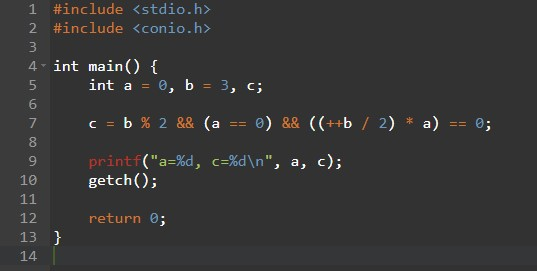 1 #include <stdio.h>
2 #include <conio.h>
3
4 int main() {
5     int a = 0, b = 3, c;
6
7     c = b % 2 && (a == 0) && ((++b / 2) * a) == 0;
8
9     printf("a=%d, c=%d\n", a, c);
10     getch();
11
12     return 0;
13 }
14